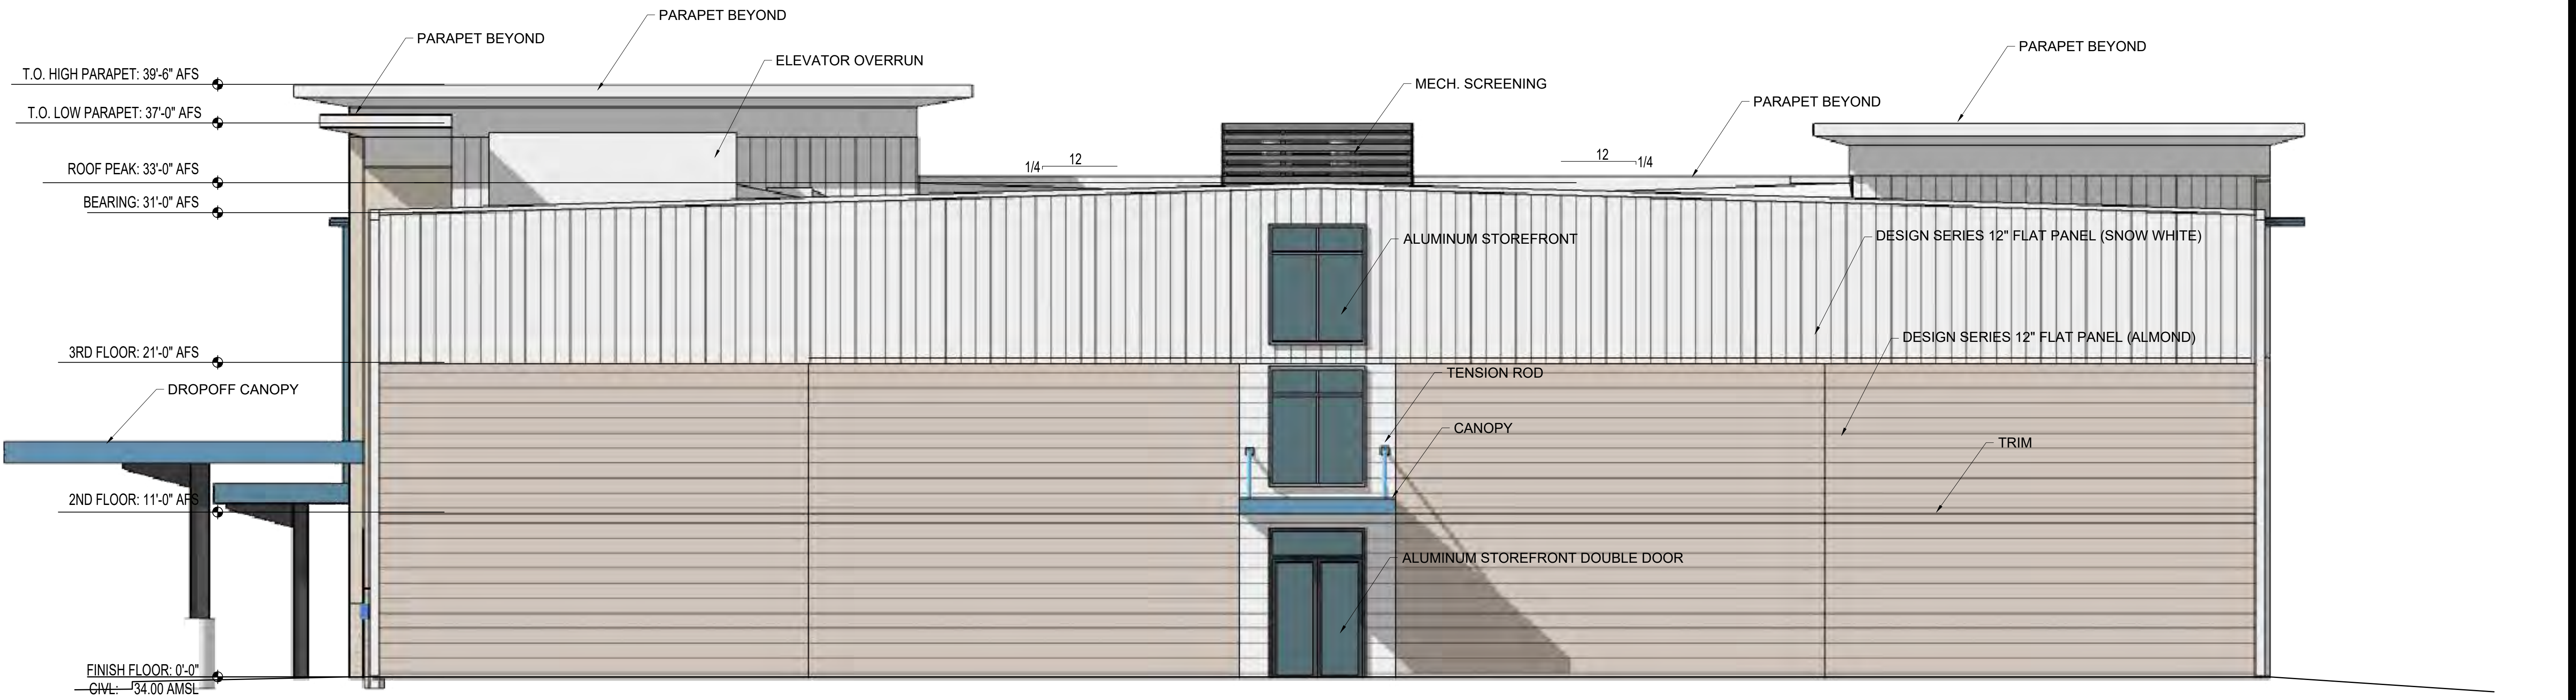 PARAPET BEYOND
PARAPET BEYOND
PARAPET BEYOND
ELEVATOR OVERRUN
T.O. HIGH PARAPET: 39'-6" AFS
MECH. SCREENING
PARAPET BEYOND
T.O. LOW PARAPET: 37'-0" AFS
12
1/4
12
1/4
ROOF PEAK: 33'-0" AFS
BEARING: 31'-0" AFS
ALUMINUM STOREFRONT
DESIGN SERIES 12" FLAT PANEL (SNOW WHITE)
DESIGN SERIES 12" FLAT PANEL (ALMOND)
3RD FLOOR: 21'-0" AFS
TENSION ROD
DROPOFF CANOPY
CANOPY
TRIM
2ND FLOOR: 11'-0" AFS
ALUMINUM STOREFRONT DOUBLE DOOR
FINISH FLOOR: 0'-0"
CIVL: 34.00 AMSL